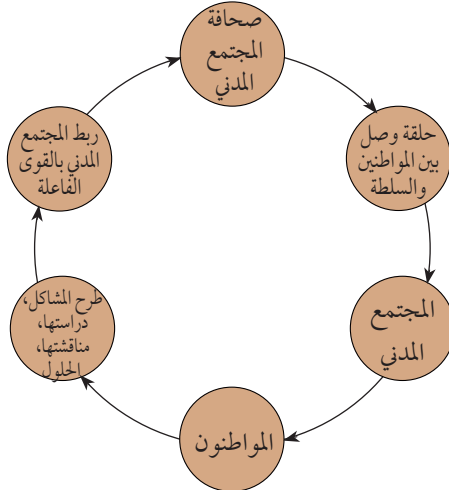 صحافة
المجتمع
المدني
حلقة وصل
بين المواطنين
والسلطة
المجتمع
المدني
المواطنون
طرح المشاكل،
دراستها،
مناقشتها،
الحلول
ربط المجتمع
المدني بالقوى
الفاعلة